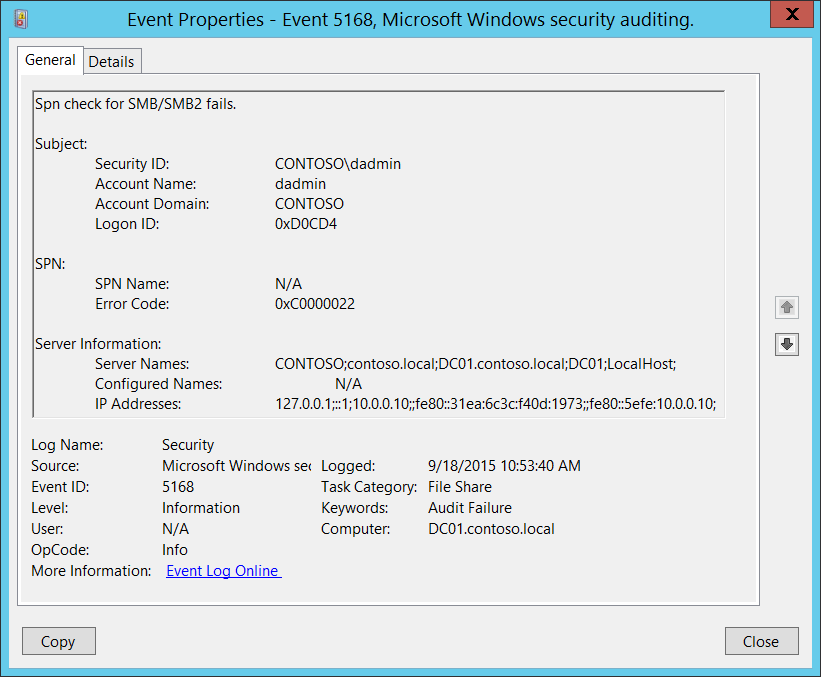 Event Properties - Event 5168, Microsoft Windows security auditing.
X
General Details
Spn check for SMB/SMB2 fails.
Subject:
Security ID: CONTOSO\dadmin
Account Name: dadmin
Account Domain: CONTOSO
Logon ID: 0xD0CD4
SPN:
SPN Name: N/A
Error Code: 0xC0000022
Server Information:
Server Names: CONTOSO;contoso.local;DC01.contoso.local;DC01;LocalHost;
Configured Names: N/A
IP Addresses: 127.0.0.1;::1;10.0.0.10;;fe80::31ea:6c3c:f40d:1973;;fe80::5efe:10.0.0.10;
Log Name: Security
Source: Microsoft Windows sec Logged: 9/18/2015 10:53:40 AM
Event ID: 5168 Task Category: File Share
Level: Information Keywords: Audit Failure
User: N/A Computer: DC01.contoso.local
OpCode: Info
More Information: Event Log Online
Copy Close